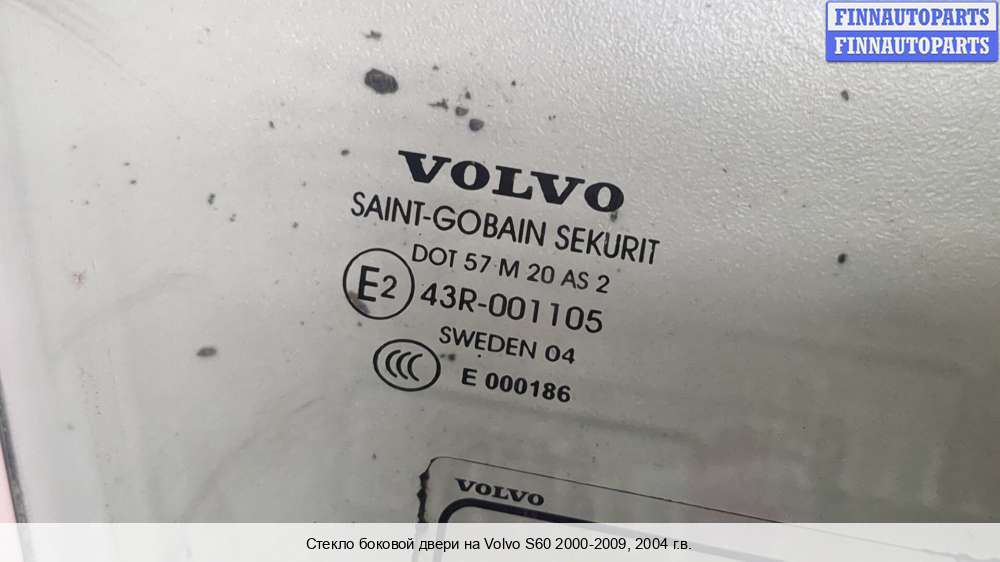 FINNAUTOPARTS
FINNAUTOPARTS
VOLVO
SAINT-GOBAIN SEKURIT
DOT 57 M 20 AS 2
E2 43R-001105
SWEDEN 04
CCC E 000186
VOLVO
Стекло боковой двери на Volvo S60 2000-2009, 2004 г.в.